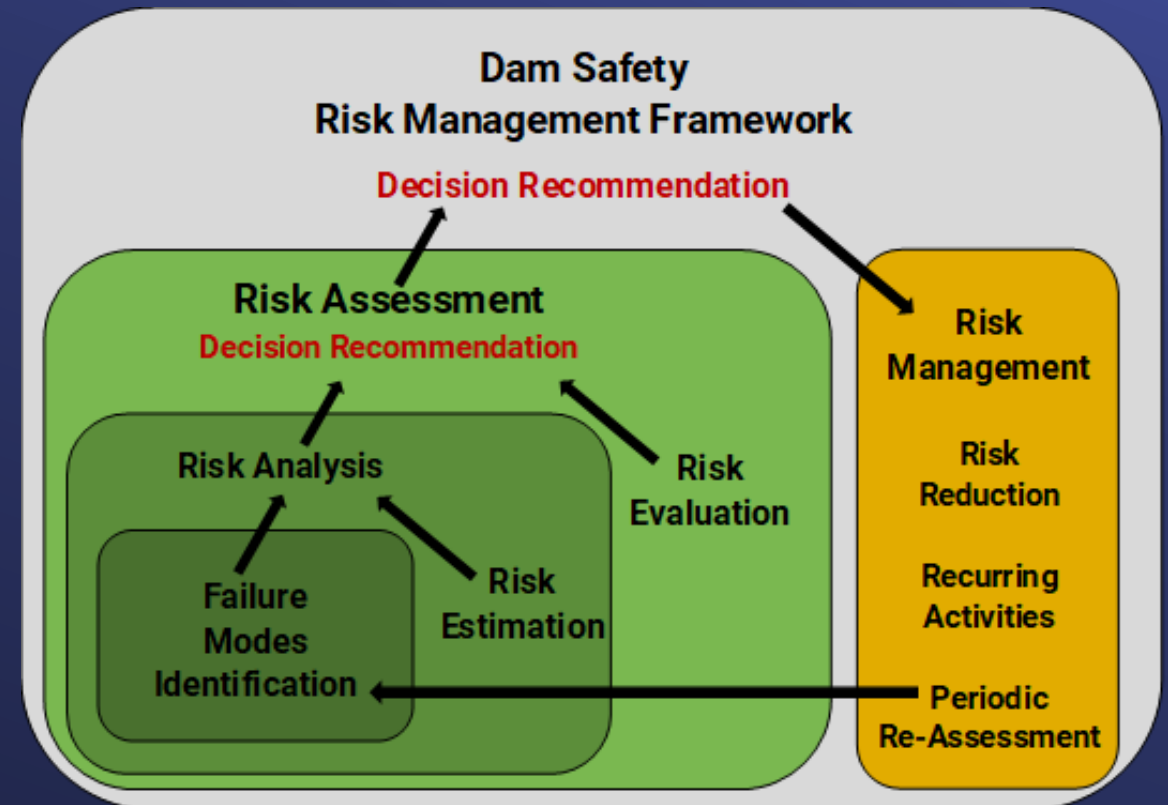 Dam Safety
Risk Management Framework
Decision Recommendation
Risk Assessment
Decision Recommendation
Risk Analysis
Failure
Modes
Identification
Risk
Estimation
Risk
Evaluation
Risk
Management
Risk
Reduction
Recurring
Activities
Periodic
Re-Assessment